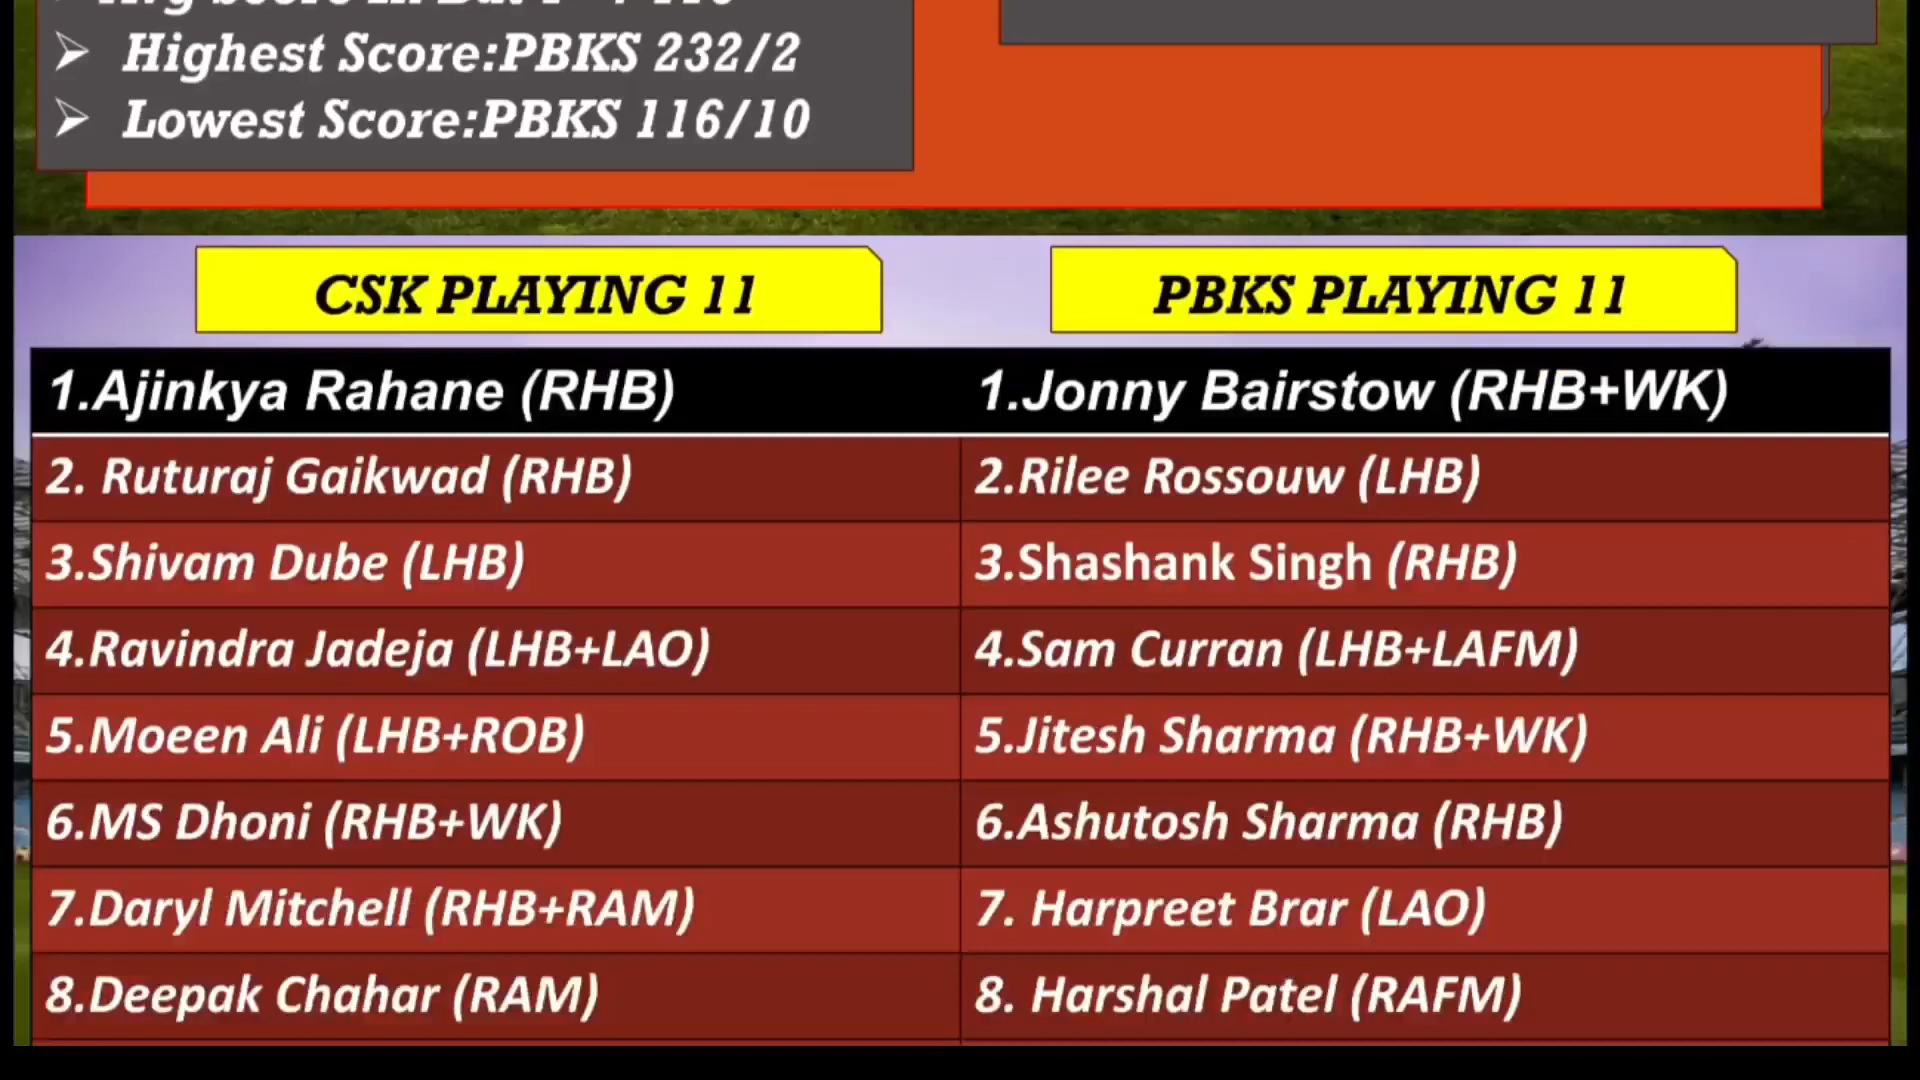 ➢ Highest Score:PBKS 232/2
➢ Lowest Score:PBKS 116/10
CSK PLAYING 11
PBKS PLAYING 11
1.Ajinkya Rahane (RHB)
1.Jonny Bairstow (RHB+WK)
2. Ruturaj Gaikwad (RHB)
2.Rilee Rossouw (LHB)
3.Shivam Dube (LHB)
3.Shashank Singh (RHB)
4.Ravindra Jadeja (LHB+LAO)
4.Sam Curran (LHB+LAFM)
5.Moeen Ali (LHB+ROB)
5.Jitesh Sharma (RHB+WK)
6.MS Dhoni (RHB+WK)
6.Ashutosh Sharma (RHB)
7.Daryl Mitchell (RHB+RAM)
7. Harpreet Brar (LAO)
8.Deepak Chahar (RAM)
8. Harshal Patel (RAFM)